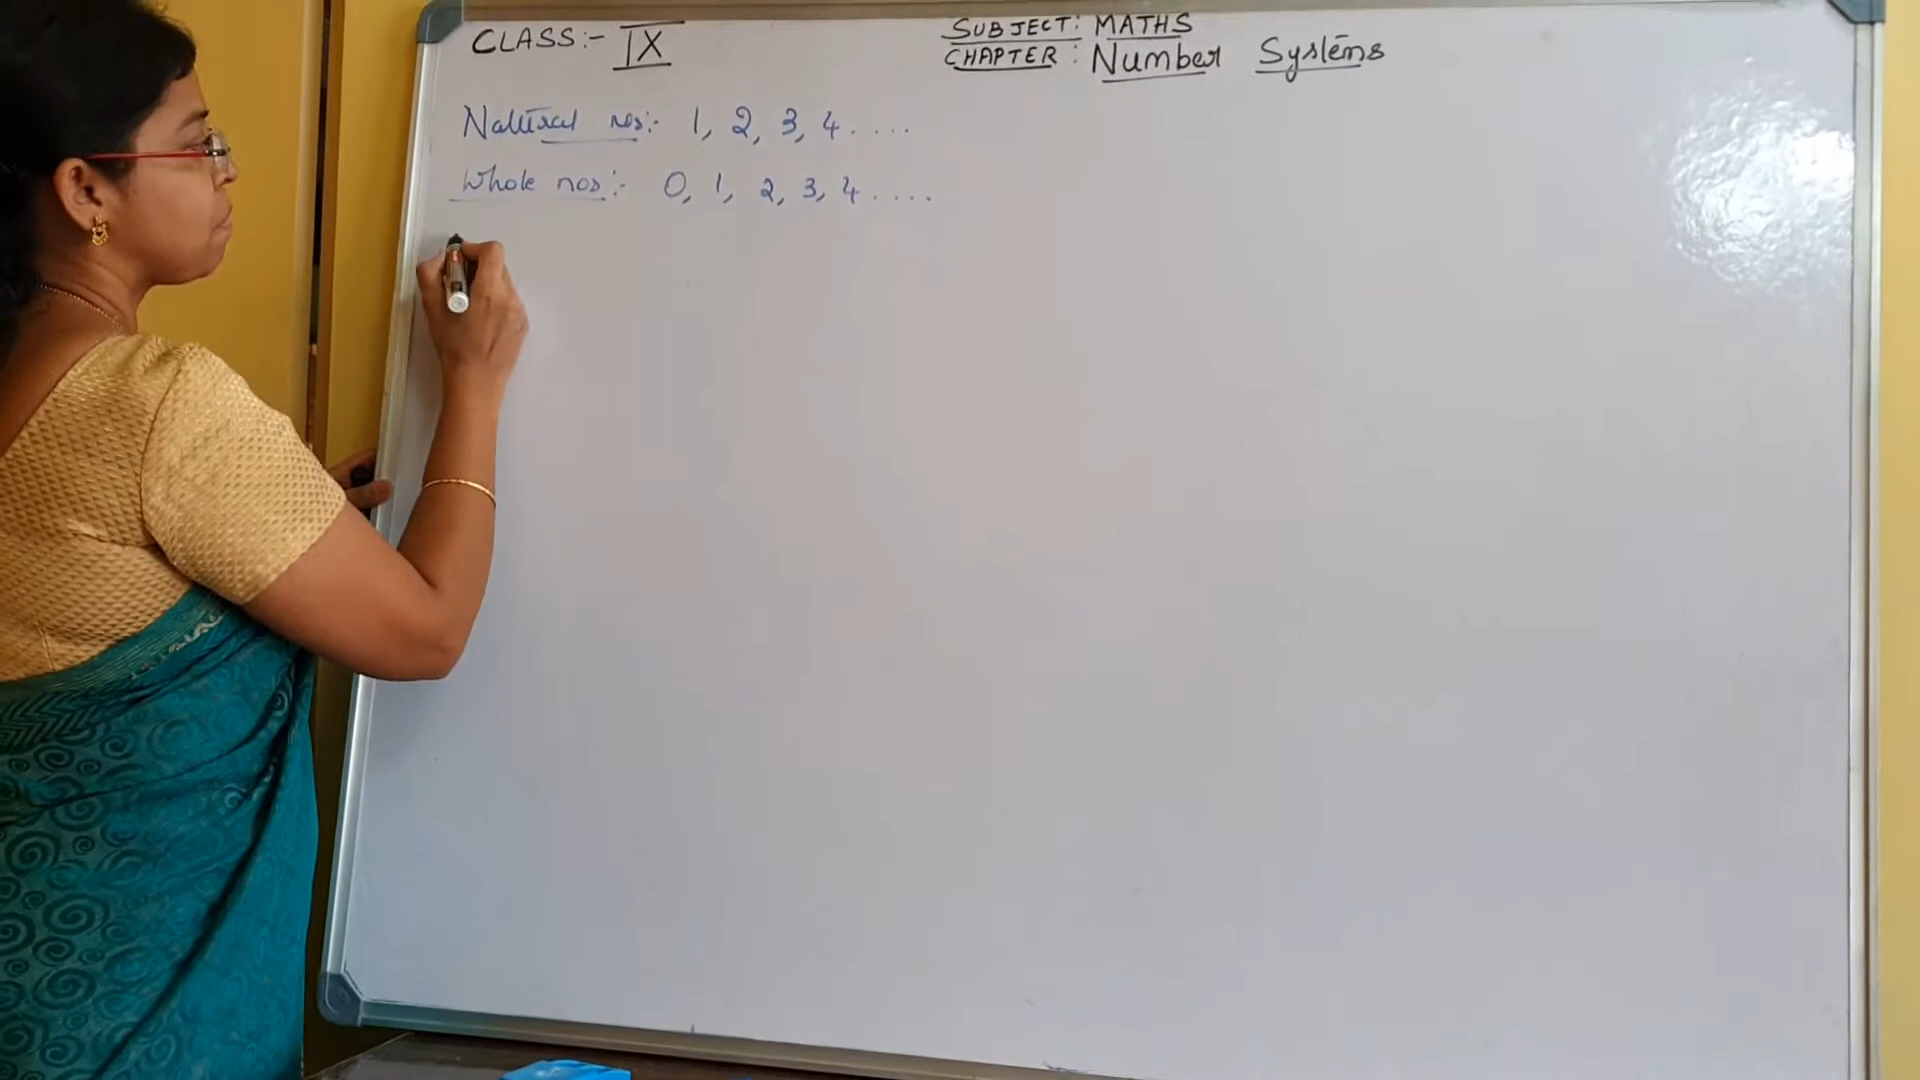 CLASS:- IX
SUBJECT: MATHS
CHAPTER: Number Systems
Natural nos:- 1, 2, 3, 4....
Whole nos:- 0, 1, 2, 3, 4....